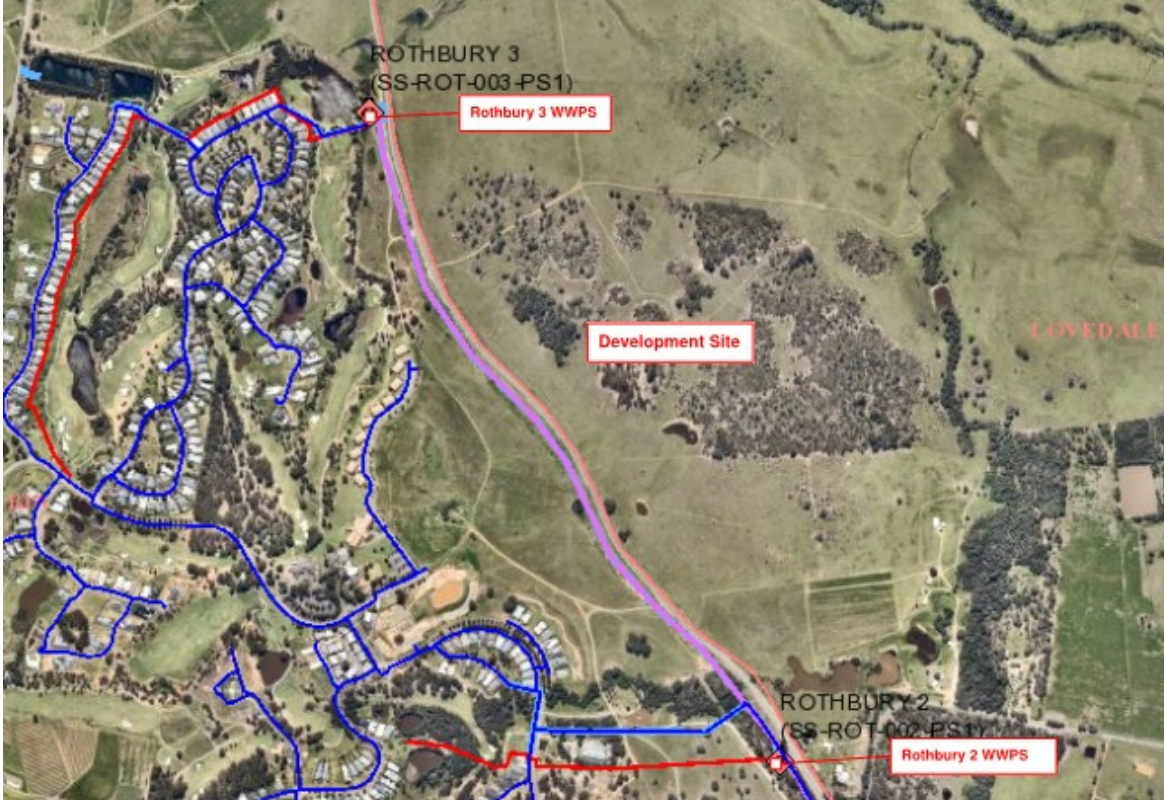 ROTHBURY 3
(SS-ROT-003-PS1)
Rothbury 3 WWPS
Development Site
LOVEDALE
ROTHBURY 2
(SS-ROT-002-PS1)
Rothbury 2 WWPS